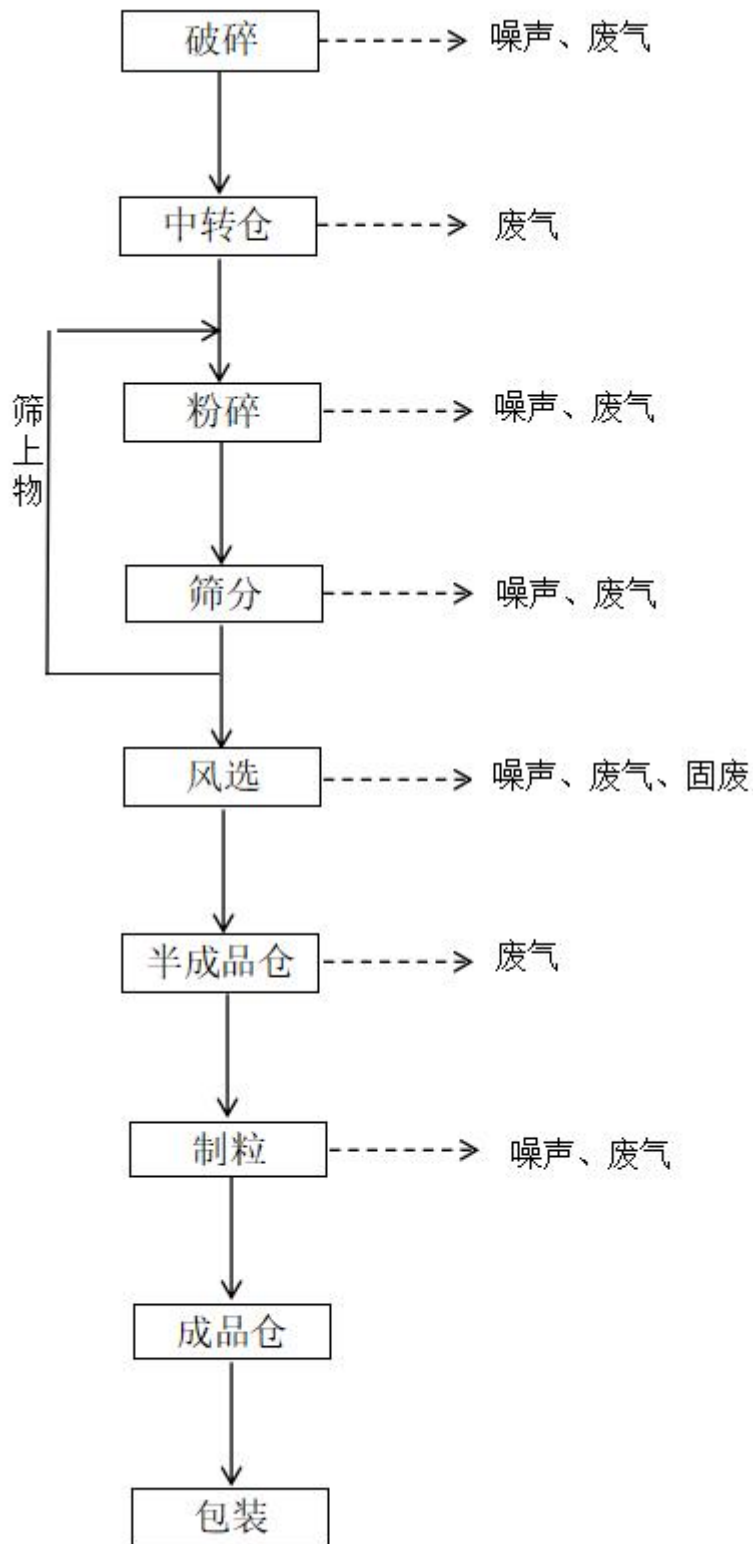 破碎
噪声、废气
中转仓
废气
筛上物
粉碎
噪声、废气
筛分
噪声、废气
风选
噪声、废气、固废
半成品仓
废气
制粒
噪声、废气
成品仓
包装